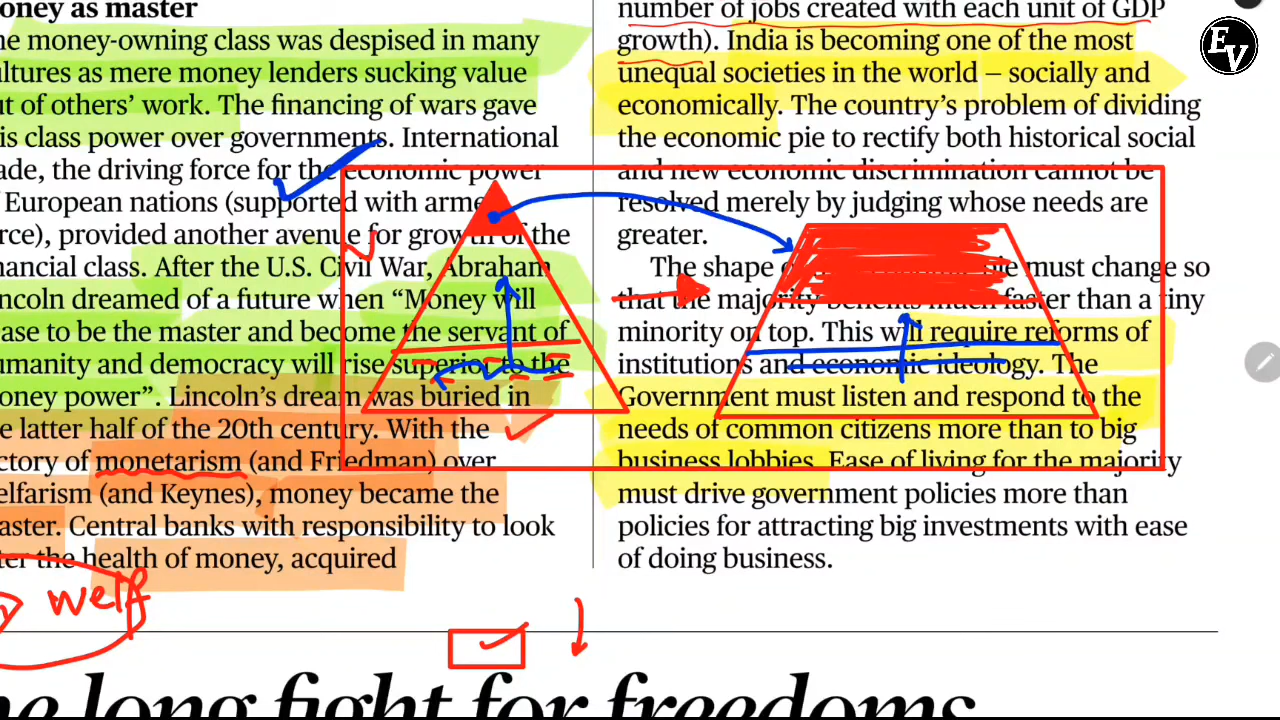 oney as master
ne money-owning class was despised in many
ultures as mere money lenders sucking value
ut of others' work. The financing of wars gave
is class power over governments. International
ade, the driving force for the economic power
European nations (supported with arme
rce), provided another avenue for growth of the
nancial class. After the U.S. Civil War, Abraham
incoln dreamed of a future when “Money will
ase to be the master and become the servant of
umanity and democracy will rise superior to the
oney power”. Lincoln's dream was buried in
e latter half of the 20th century. With the
ctory of monetarism (and Friedman) over
elfarism (and Keynes), money became the
aster. Central banks with responsibility to look
ter the health of money, acquired
welf
number of jobs created with each unit of GDP
growth). India is becoming one of the most
unequal societies in the world – socially and
economically. The country's problem of dividing
the economic pie to rectify both historical social
and new economic discrimination cannot be
resolved merely by judging whose needs are
greater.
The shape pie must change so
that the majority benefits much faster than a tiny
minority on top. This will require reforms of
institutions and economic ideology. The
Government must listen and respond to the
needs of common citizens more than to big
business lobbies. Ease of living for the majority
must drive government policies more than
policies for attracting big investments with ease
of doing business.
ne long fight for freedoms
EV